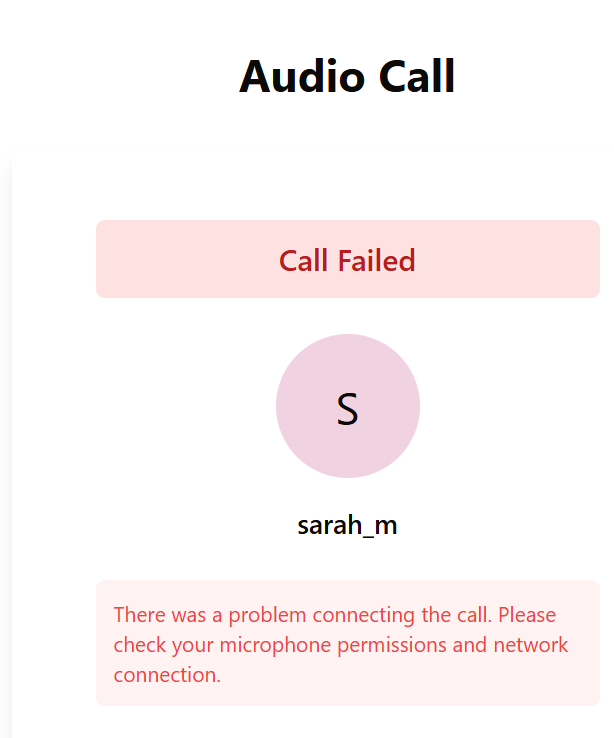 Audio Call
Call Failed
S
sarah_m
There was a problem connecting the call. Please
check your microphone permissions and network
connection.